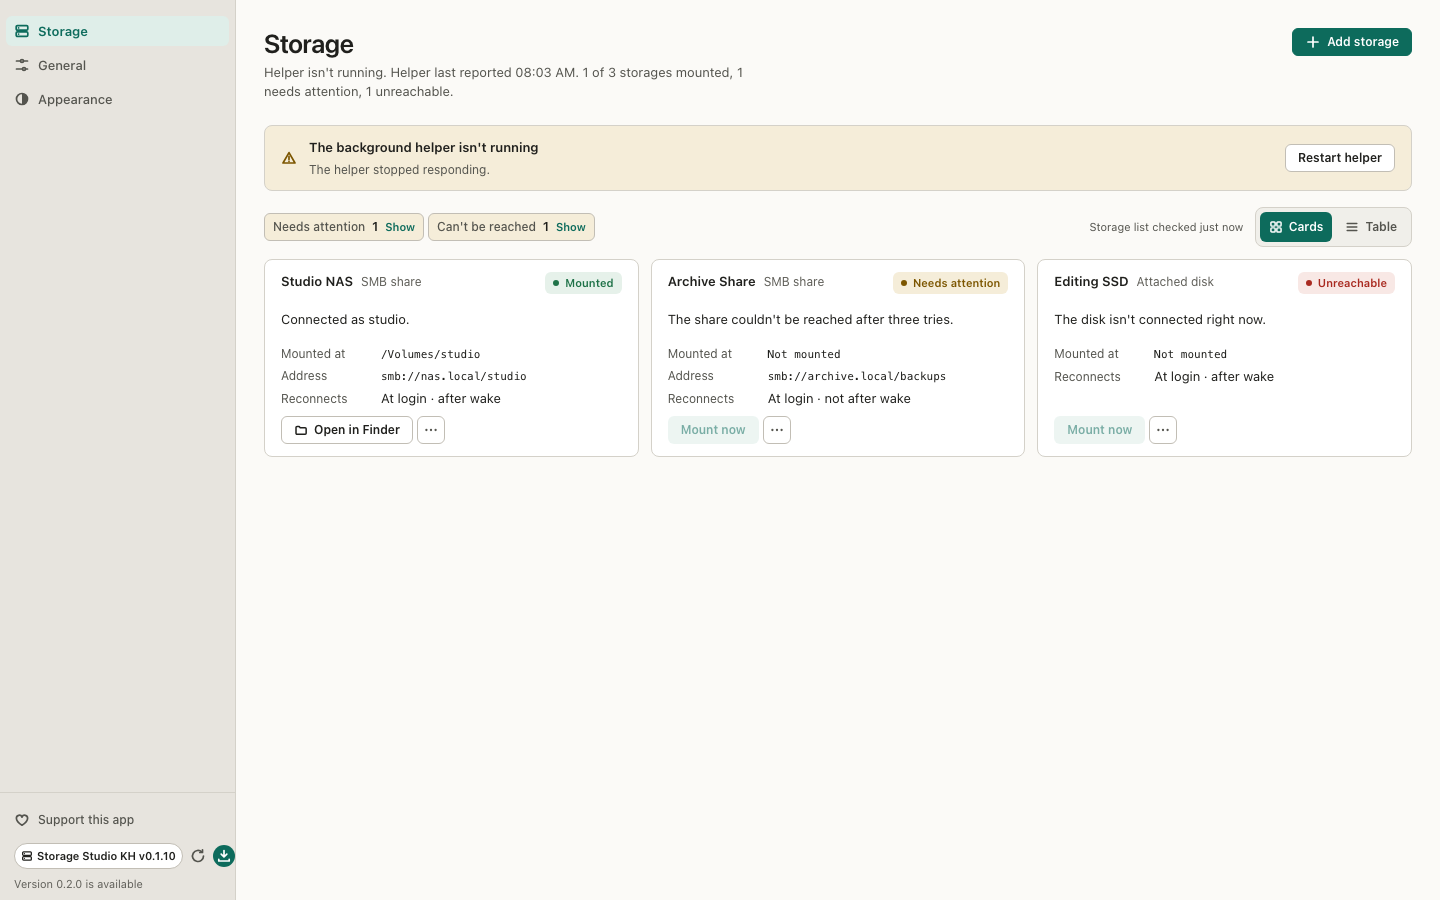 Storage
General
Appearance
Support this app
Storage Studio KH v0.1.10
Version 0.2.0 is available
Storage
Helper isn't running. Helper last reported 08:03 AM. 1 of 3 storages mounted, 1
needs attention, 1 unreachable.
Add storage
The background helper isn't running
The helper stopped responding.
Restart helper
Needs attention 1 Show
Can't be reached 1 Show
Storage list checked just now
Cards
Table
Studio NAS SMB share
Mounted
Connected as studio.
Mounted at /Volumes/studio
Address smb://nas.local/studio
Reconnects At login · after wake
Open in Finder
Archive Share SMB share
Needs attention
The share couldn't be reached after three tries.
Mounted at Not mounted
Address smb://archive.local/backups
Reconnects At login · not after wake
Mount now
Editing SSD Attached disk
Unreachable
The disk isn't connected right now.
Mounted at Not mounted
Reconnects At login · after wake
Mount now